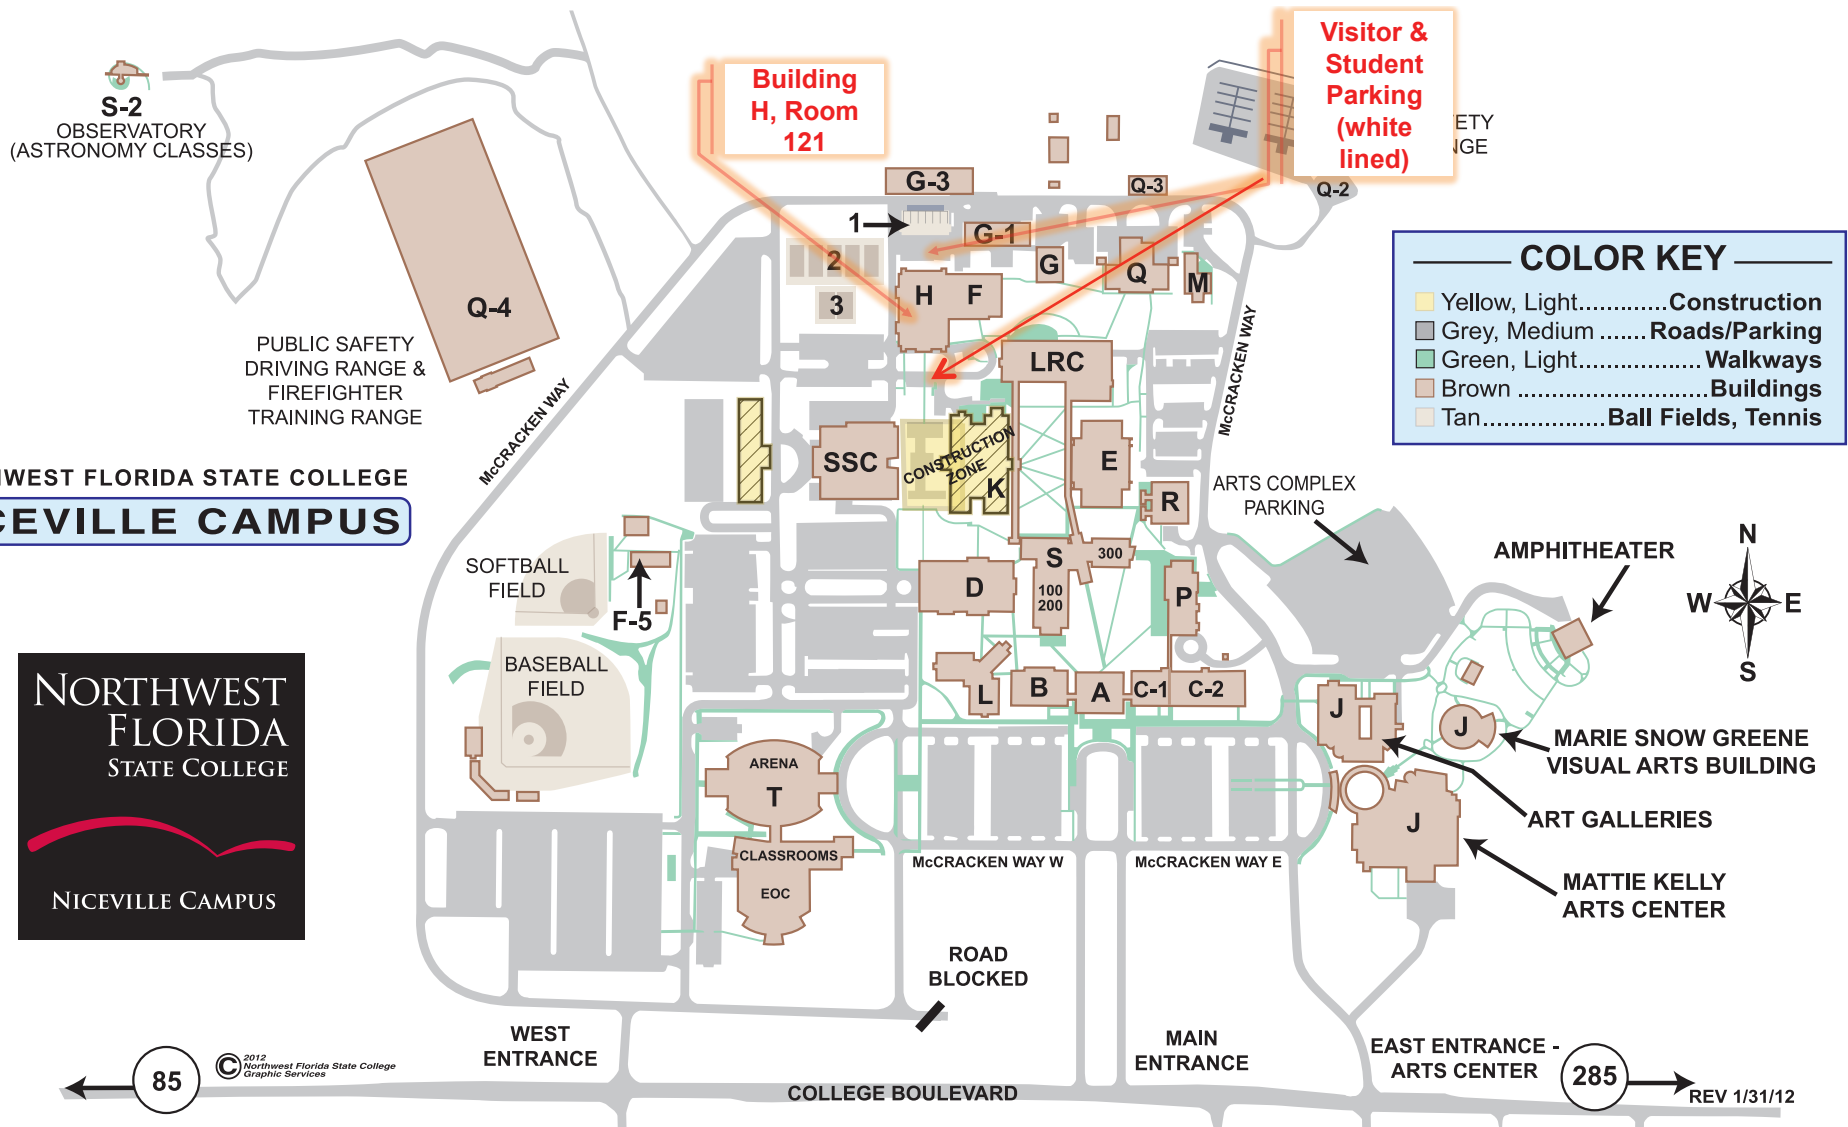 Building
H, Room
121
Visitor &
Student
Parking
(white
lined)
S-2
OBSERVATORY
(ASTRONOMY CLASSES)
G-3
Q-3
Q-2
1
G-1
2
3
G
Q
M
H
F
Q-4
PUBLIC SAFETY
DRIVING RANGE &
FIREFIGHTER
TRAINING RANGE
McCRACKEN WAY
McCRACKEN WAY
LRC
COLOR KEY
Yellow, Light...........Construction
Grey, Medium ......Roads/Parking
Green, Light................Walkways
Brown ........................Buildings
Tan................Ball Fields, Tennis
SSC
CONSTRUCTION
ZONE
K
E
R
FLORIDA STATE COLLEGE
CAMPUS
ARTS COMPLEX
PARKING
SOFTBALL
FIELD
F-5
D
S
300
100
200
P
AMPHITHEATER
N
W
E
S
BASEBALL
FIELD
L
B
A
C-1
C-2
J
J
MARIE SNOW GREENE
VISUAL ARTS BUILDING
ART GALLERIES
J
MATTIE KELLY
ARTS CENTER
NORTHWEST
FLORIDA
STATE COLLEGE
NICEVILLE CAMPUS
ARENA
T
CLASSROOMS
EOC
McCRACKEN WAY W
McCRACKEN WAY E
ROAD
BLOCKED
WEST
ENTRANCE
MAIN
ENTRANCE
EAST ENTRANCE -
ARTS CENTER
85
© 2012
Northwest Florida State College
Graphic Services
COLLEGE BOULEVARD
285
REV 1/31/12